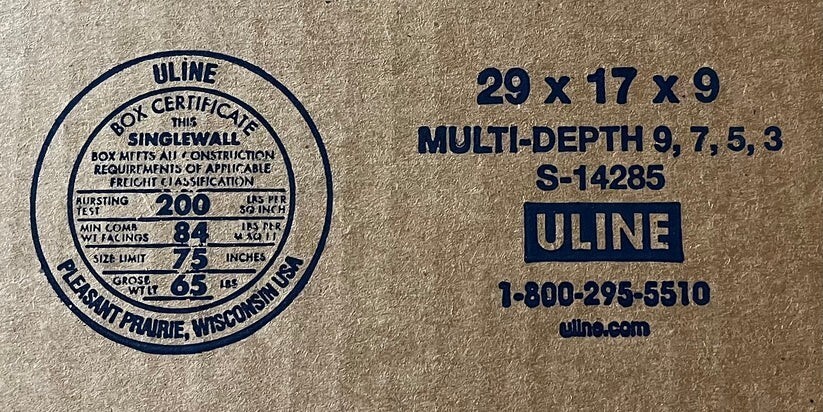 ULINE
BOX CERTIFICATE
THIS
SINGLEWALL
BOX MEETS ALL CONSTRUCTION
REQUIREMENTS OF APPLICABLE
FREIGHT CLASSIFICATION
BURSTING TEST 200 LBS PER SQ INCH
MIN COMB WT FACINGS 84 LBS PER M SQ FT
SIZE LIMIT 75 INCHES
GROSS WT LT 65 LBS
PLEASANT PRAIRIE, WISCONSIN USA
29 x 17 x 9
MULTI-DEPTH 9, 7, 5, 3
S-14285
ULINE
1-800-295-5510
uline.com